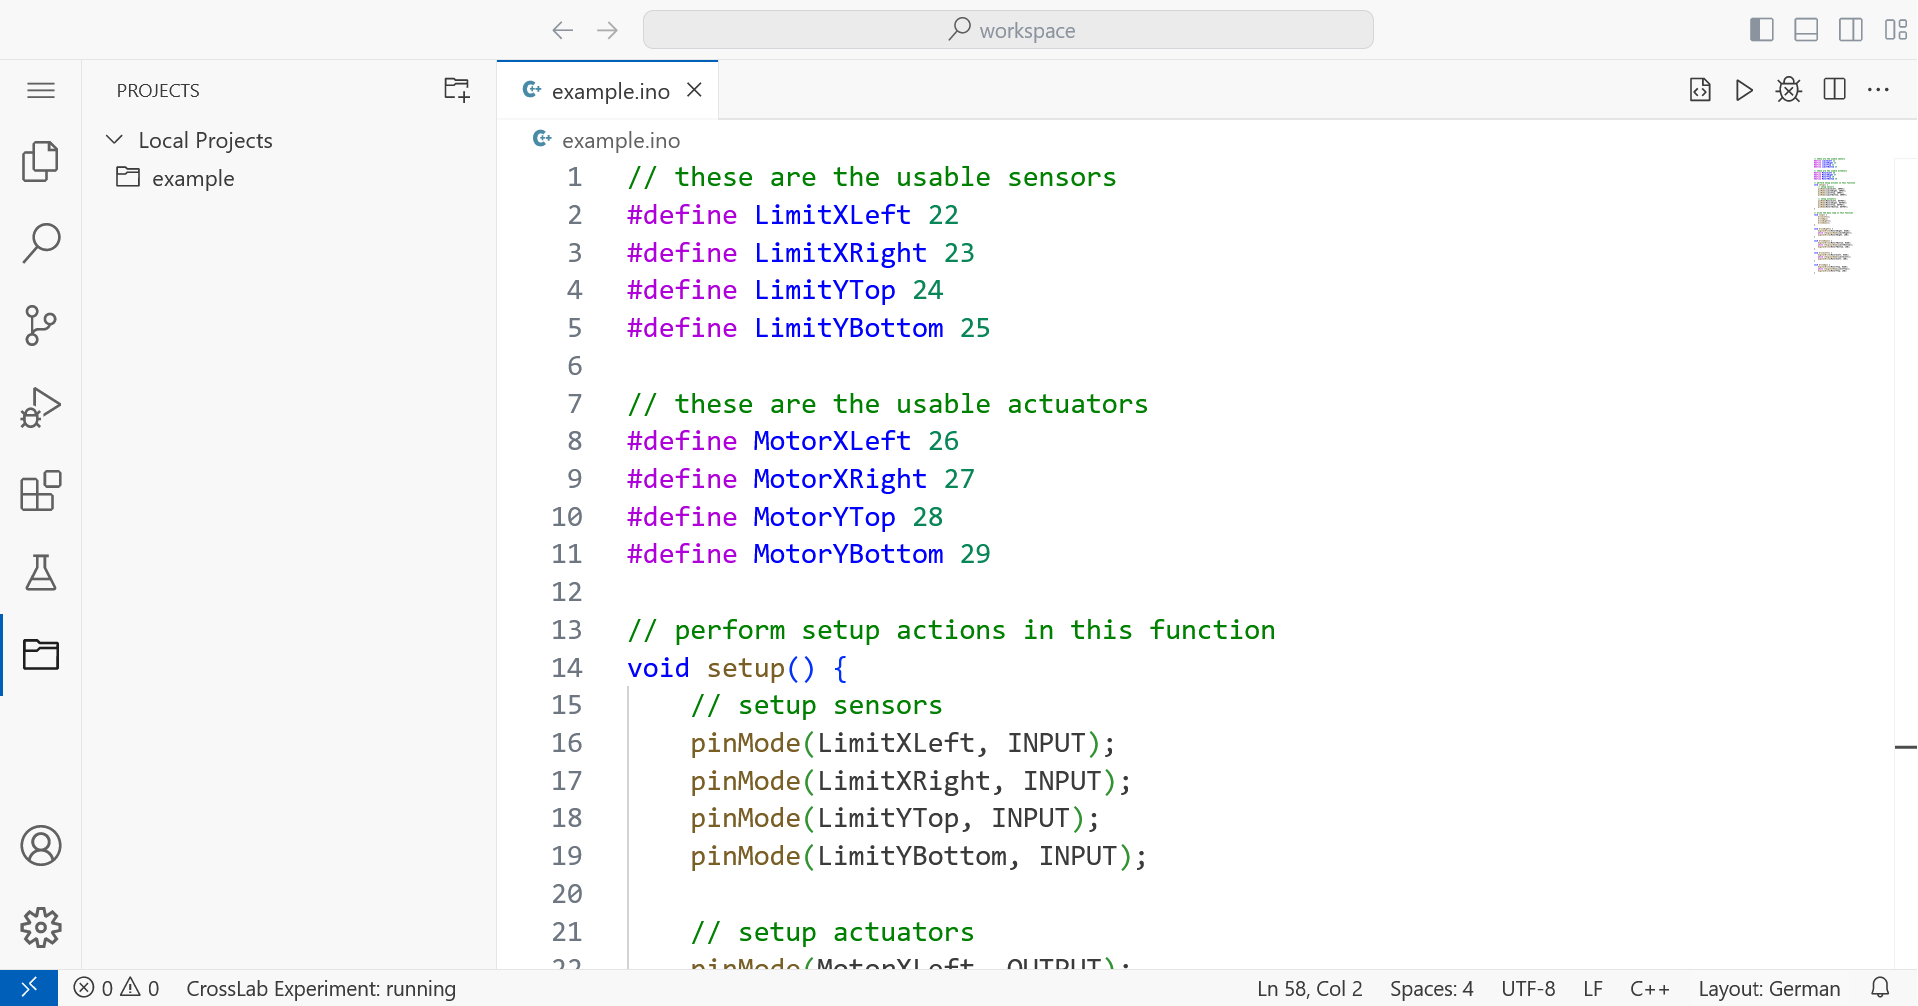 workspace
PROJECTS
Local Projects
example
example.ino
example.ino
1 // these are the usable sensors
2 #define LimitXLeft 22
3 #define LimitXRight 23
4 #define LimitYTop 24
5 #define LimitYBottom 25
6
7 // these are the usable actuators
8 #define MotorXLeft 26
9 #define MotorXRight 27
10 #define MotorYTop 28
11 #define MotorYBottom 29
12
13 // perform setup actions in this function
14 void setup() {
15 // setup sensors
16 pinMode(LimitXLeft, INPUT);
17 pinMode(LimitXRight, INPUT);
18 pinMode(LimitYTop, INPUT);
19 pinMode(LimitYBottom, INPUT);
20
21 // setup actuators
22 pinMode(MotorXLeft, OUTPUT);
0 0 CrossLab Experiment: running Ln 58, Col 2 Spaces: 4 UTF-8 LF C++ Layout: German